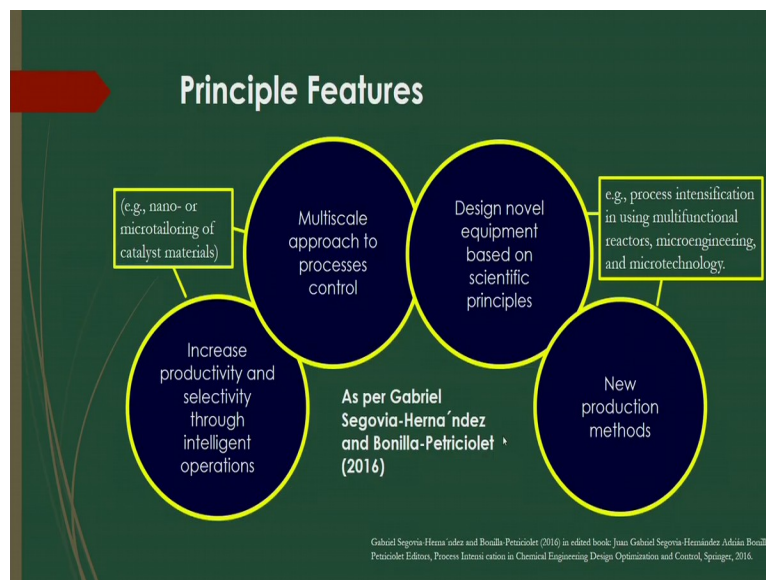 Principle Features
(e.g., nano- or
microtailoring of
catalyst materials)
Multiscale
approach to
processes
control
Design novel
equipment
based on
scientific
principles
e.g., process intensification
in using multifunctional
reactors, microengineering,
and microtechnology.
Increase
productivity and
selectivity
through
intelligent
operations
As per Gabriel
Segovia-Herna´ndez
and Bonilla-Petriciolet
(2016)
New
production
methods
Gabriel Segovia-Herna´ndez and Bonilla-Petriciolet (2016) in edited book: Juan Gabriel Segovia-Hernández Adrián Bonill
Petriciolet Editors, Process Intensi cation in Chemical Engineering Design Optimization and Control, Springer, 2016.